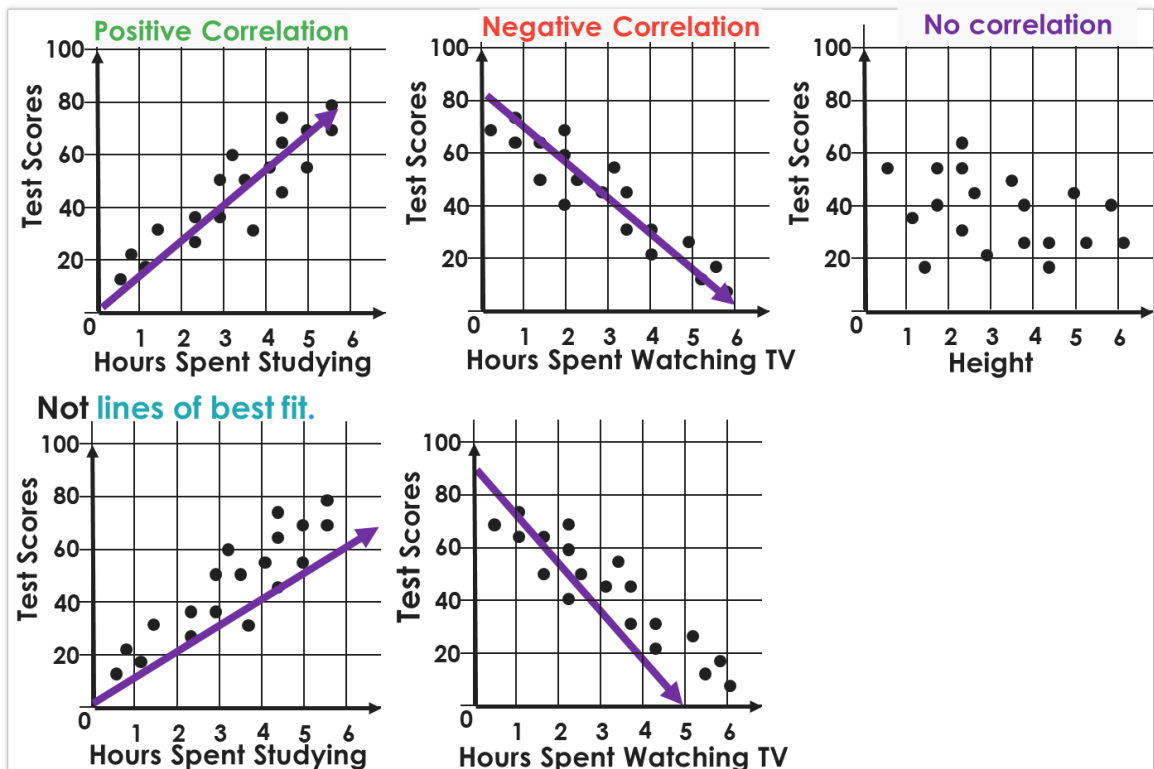 Positive Correlation
100
80
60
40
20
0
1 2 3 4 5 6
Test Scores
Hours Spent Studying
Negative Correlation
100
80
60
40
20
0
1 2 3 4 5 6
Test Scores
Hours Spent Watching TV
No correlation
100
80
60
40
20
0
1 2 3 4 5 6
Test Scores
Height
Not lines of best fit.
100
80
60
40
20
0
1 2 3 4 5 6
Test Scores
Hours Spent Studying
100
80
60
40
20
0
1 2 3 4 5 6
Test Scores
Hours Spent Watching TV